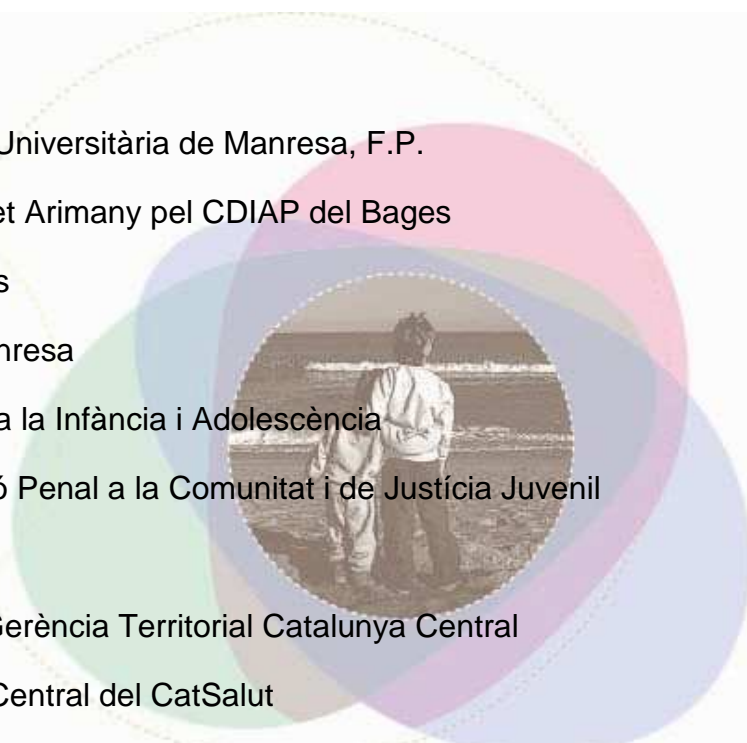 Universitària de Manresa, F.P.
et Arimany pel CDIAP del Bages
s
nresa
a la Infància i Adolescència
ó Penal a la Comunitat i de Justícia Juvenil
Gerència Territorial Catalunya Central
Central del CatSalut